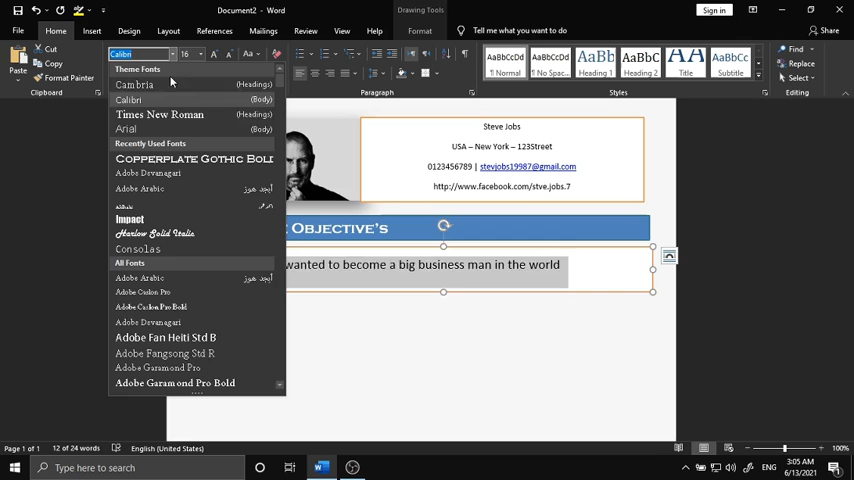 Document2 - Word
Drawing Tools
Sign in
File
Home
Insert
Design
Layout
References
Mailings
Review
View
Help
Format
Tell me what you want to do
Share
Paste
Cut
Copy
Format Painter
Clipboard
Calibri
16
Paragraph
AaBbCcDd
¶ Normal
AaBbCcDd
¶ No Spac...
AaBb
Heading 1
AaBbC
Heading 2
AA
Title
AaBbCc
Subtitle
Styles
Find
Replace
Select
Editing
Theme Fonts
Cambria (Headings)
Calibri (Body)
Times New Roman (Headings)
Arial (Body)
Recently Used Fonts
Copperplate Gothic Bold
Adobe Devanagari
Adobe Arabic أبجد هوز
Impact
Harlow Solid Italic
Consolas
All Fonts
Adobe Arabic أبجد هوز
Adobe Caslon Pro
Adobe Caslon Pro Bold
Adobe Devanagari
Adobe Fan Heiti Std B
Adobe Fangsong Std R
Adobe Garamond Pro
Adobe Garamond Pro Bold
Steve Jobs
USA – New York – 123Street
0123456789 | stevjobs19987@gmail.com
http://www.facebook.com/stve.jobs.7
Objective's
wanted to become a big business man in the world
Page 1 of 1
12 of 24 words
English (United States)
100%
Type here to search
ENG
3:05 AM
6/13/2021